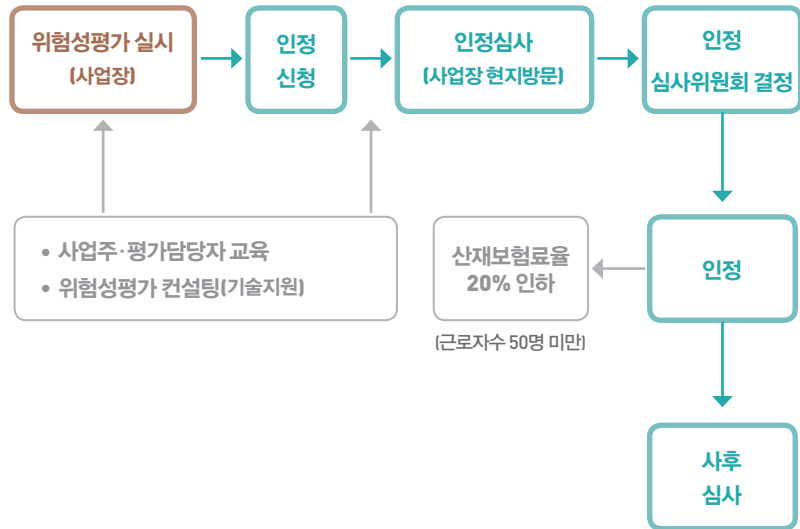 위험성평가 실시
(사업장)
인정
신청
인정심사
(사업장 현지방문)
인정
심사위원회 결정
• 사업주·평가담당자 교육
• 위험성평가 컨설팅(기술지원)
산재보험료율
20% 인하
(근로자수 50명 미만)
인정
사후
심사